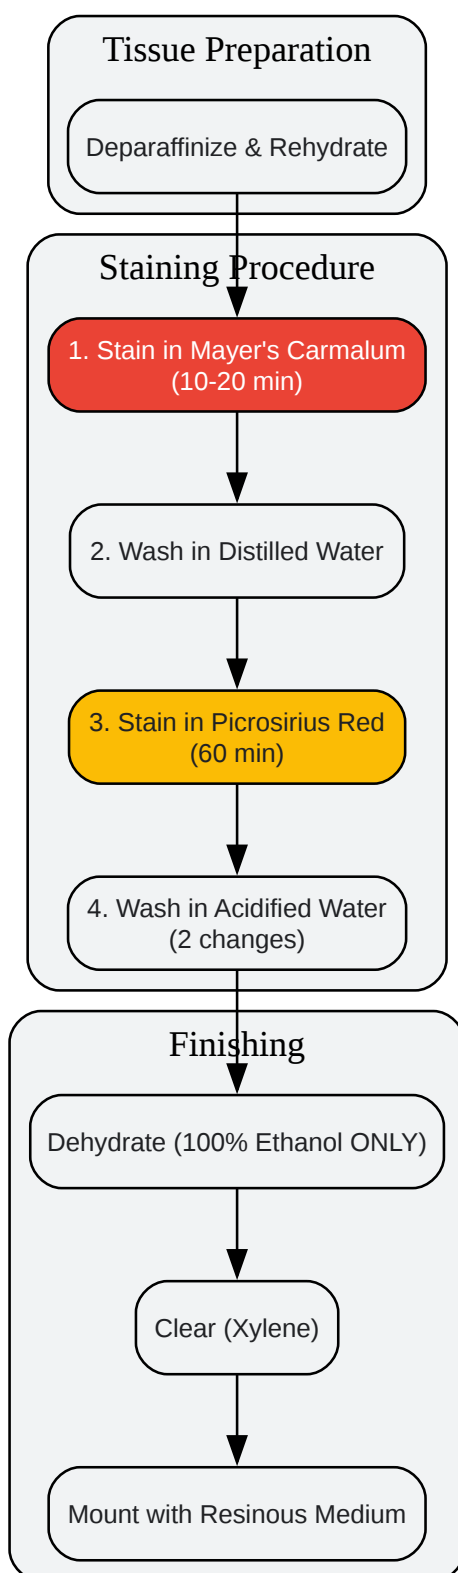 Tissue Preparation
Deparaffinize & Rehydrate
Staining Procedure
1. Stain in Mayer's Carmalum
(10-20 min)
2. Wash in Distilled Water
3. Stain in Picrosirius Red
(60 min)
4. Wash in Acidified Water
(2 changes)
Finishing
Dehydrate (100% Ethanol ONLY)
Clear (Xylene)
Mount with Resinous Medium